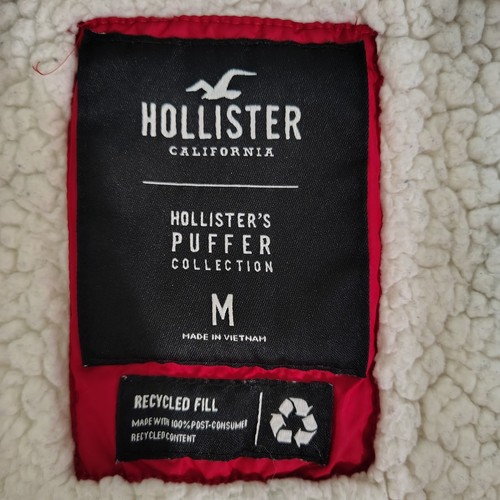 HOLLISTER
CALIFORNIA
HOLLISTER'S
PUFFER
COLLECTION
M
MADE IN VIETNAM
RECYCLED FILL
MADE WITH 100% POST-CONSUMER
RECYCLED CONTENT